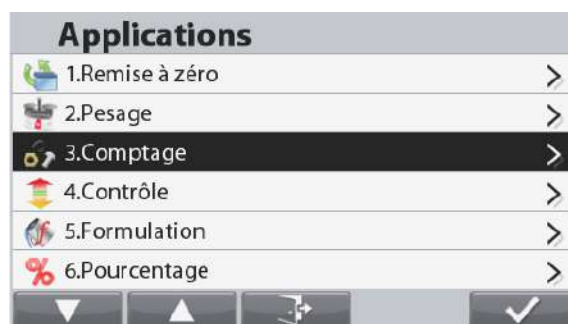 Applications
1.Remise à zéro
2.Pesage
3.Comptage
4.Contrôle
5.Formulation
6.Pourcentage